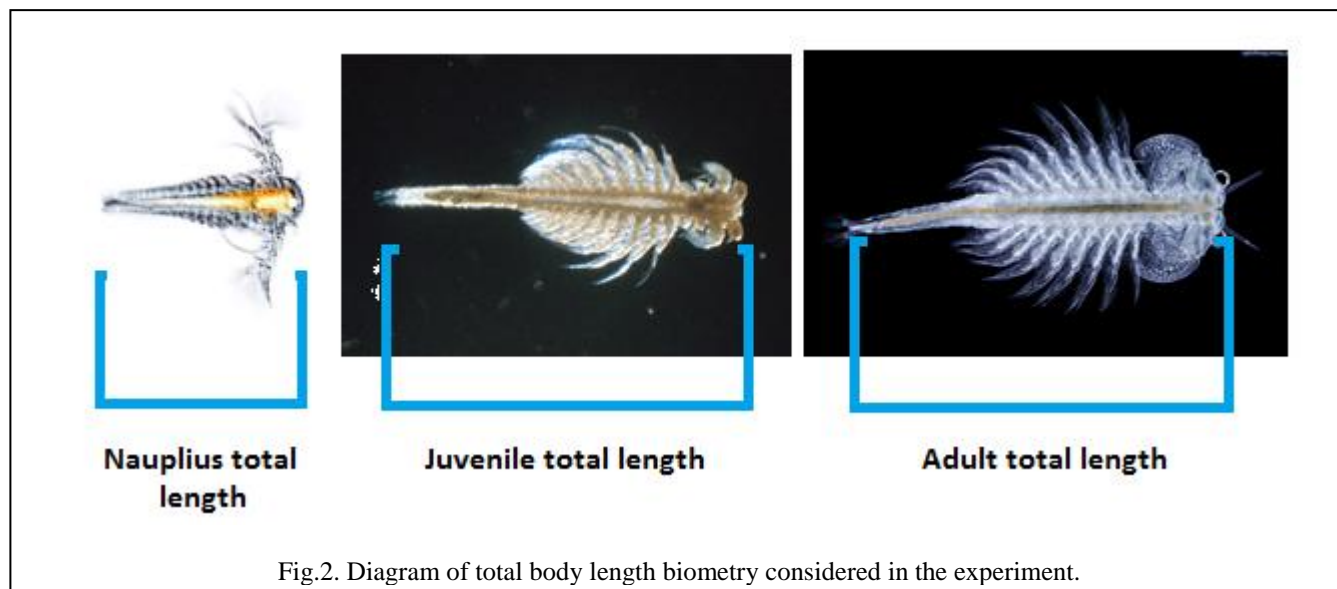 Nauplius total
length
Juvenile total length
Adult total length
Fig.2. Diagram of total body length biometry considered in the experiment.